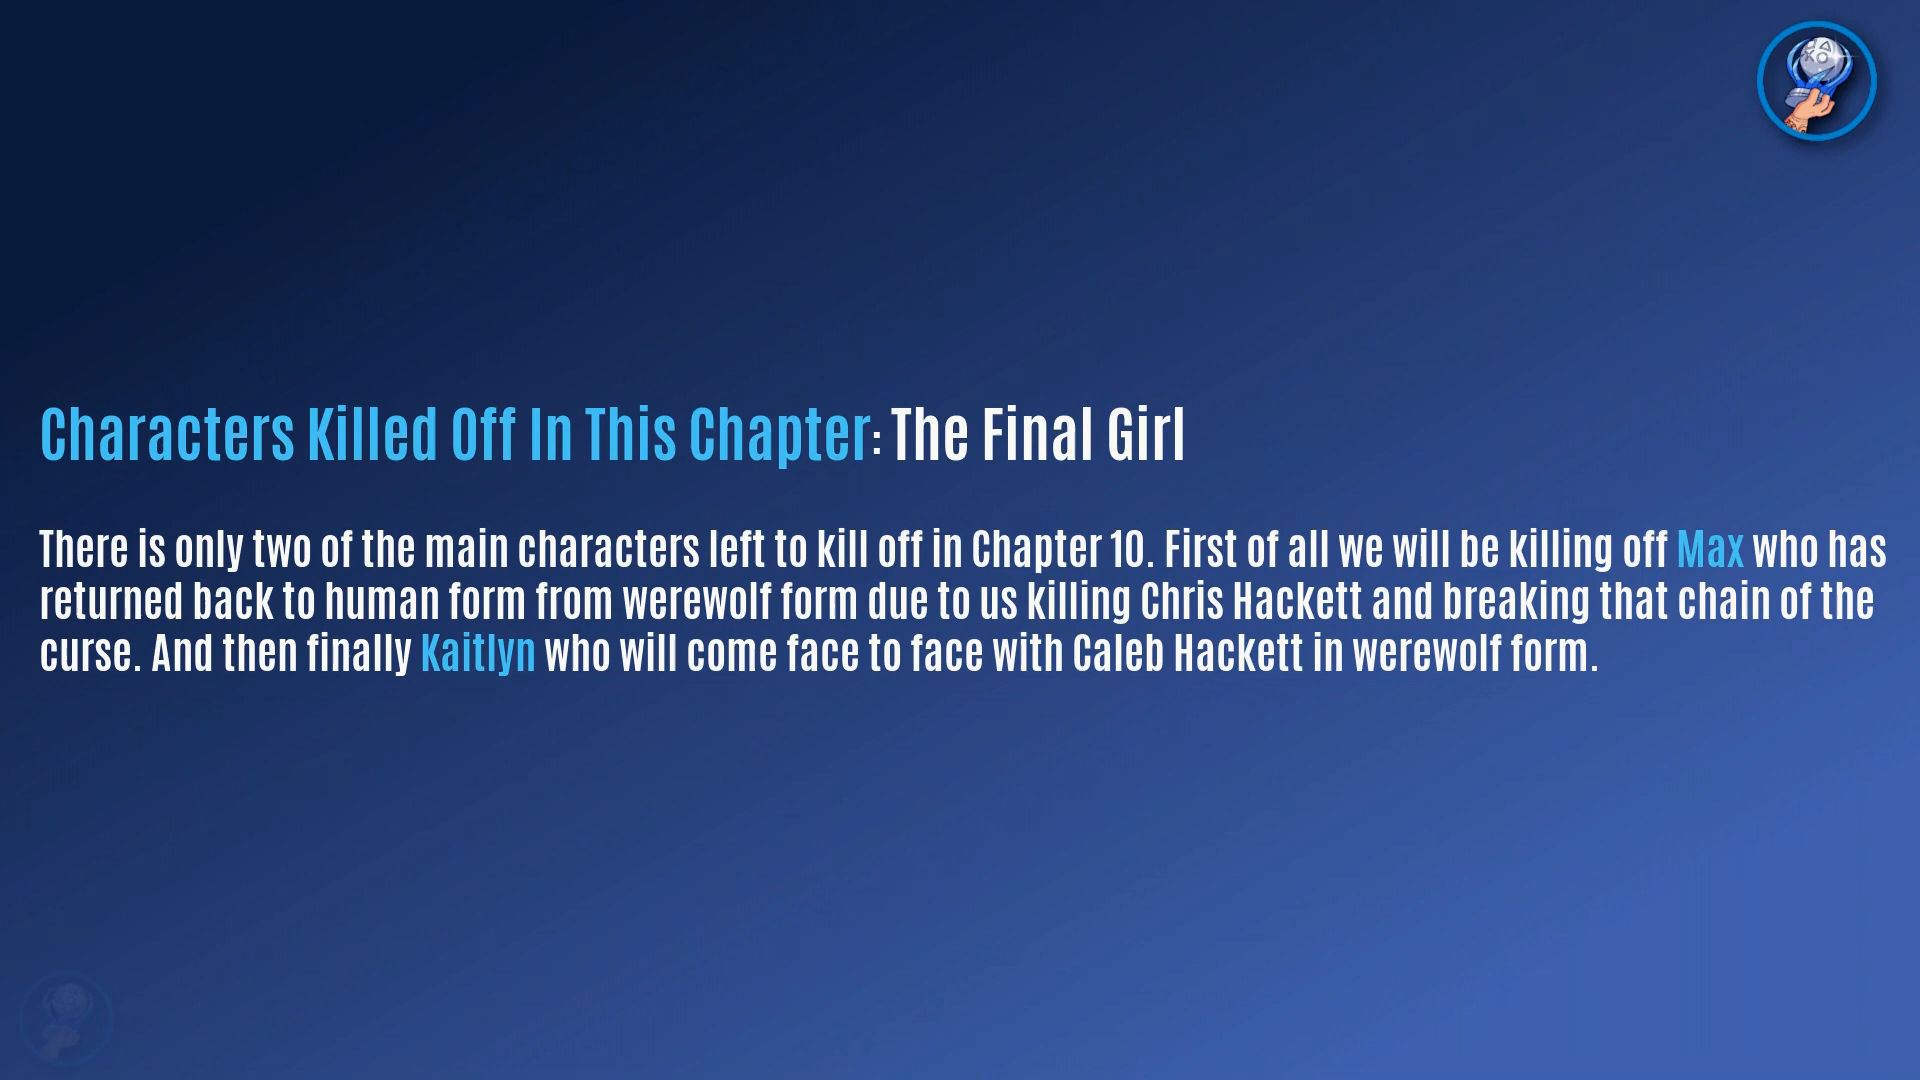 Characters Killed Off In This Chapter: The Final Girl
There is only two of the main characters left to kill off in Chapter 10. First of all we will be killing off Max who has
returned back to human form from werewolf form due to us killing Chris Hackett and breaking that chain of the
curse. And then finally Kaitlyn who will come face to face with Caleb Hackett in werewolf form.